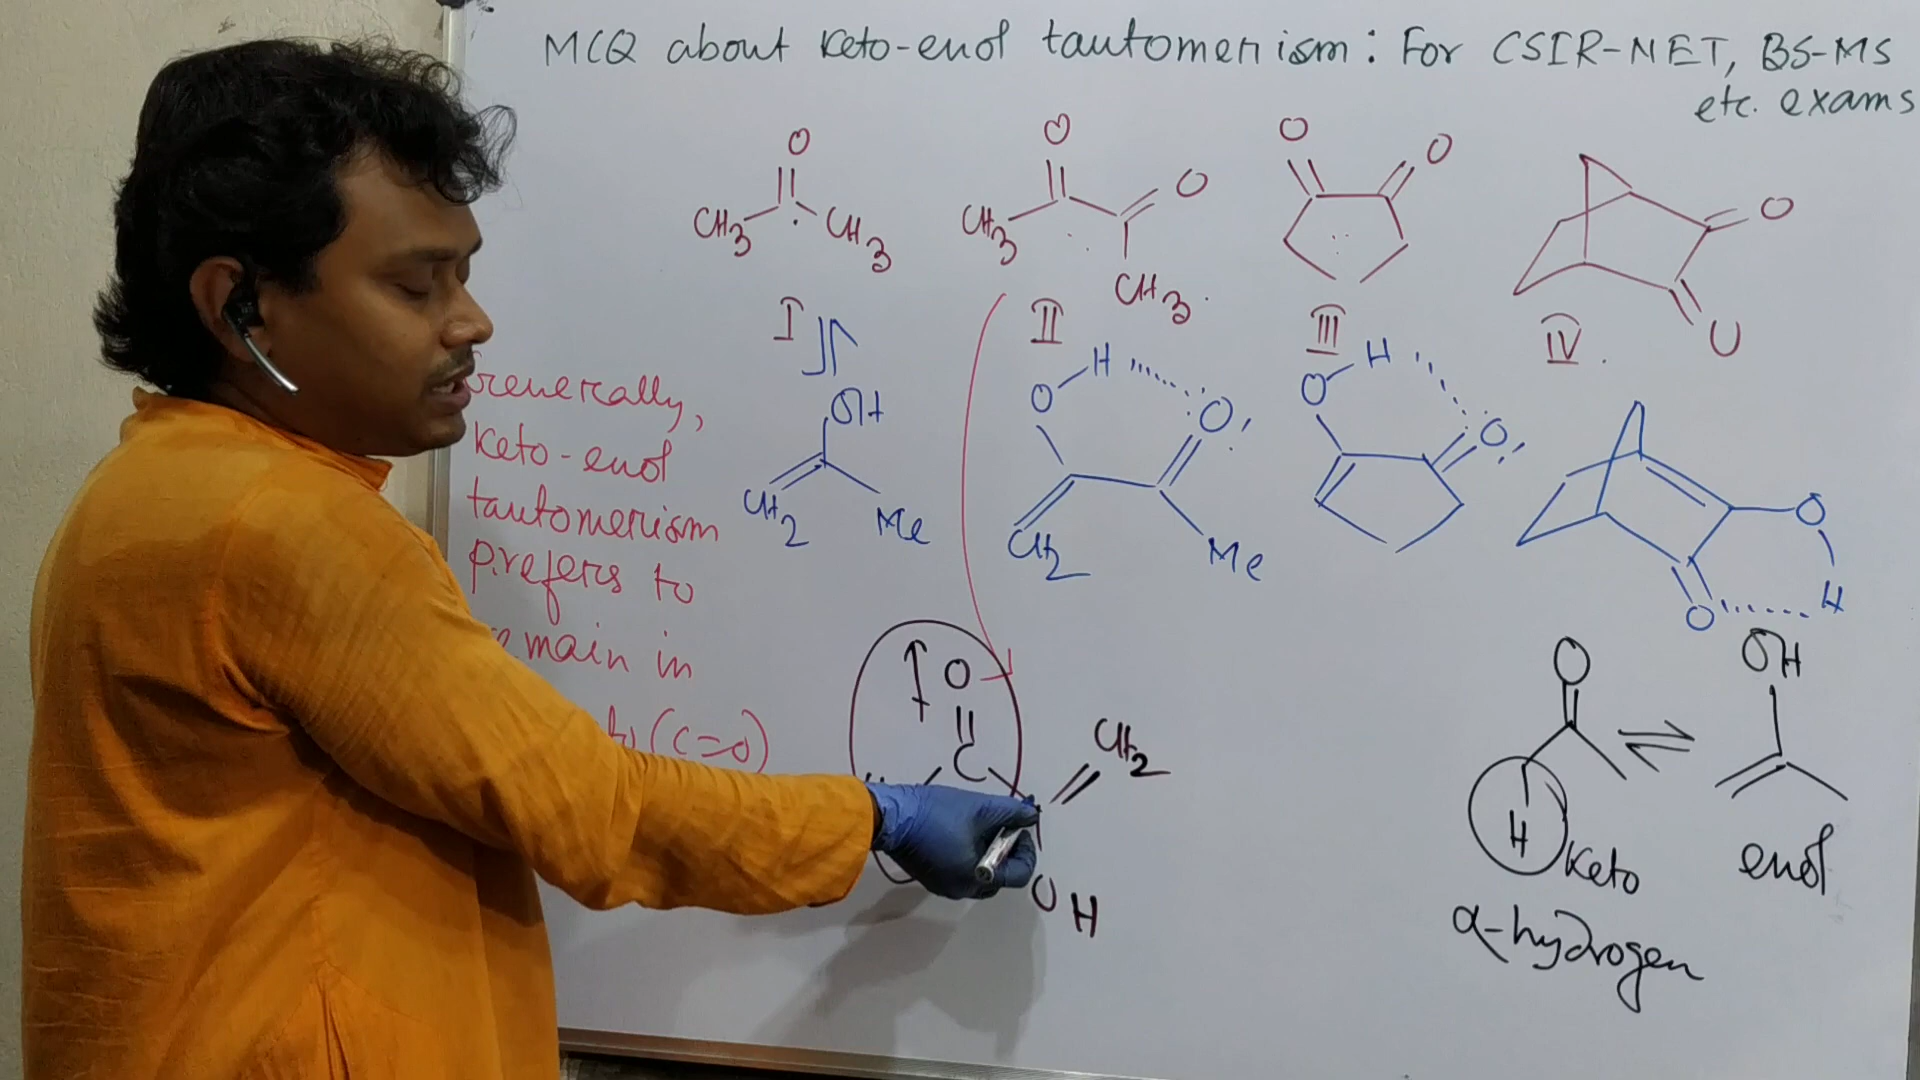 MCQ about keto-enol tautomerism: For CSIR-NET, BS-MS
etc. exams
O
CH3 CH3
I
O
CH3 O
CH3
II
O O
III
O
O
IV
Generally,
keto-enol
tautomerism
prefers to
remain in
(C=O)
OH
CH2 Me
H
O O
CH2 Me
H
O O
O
H
O
O
C
CH2
OH
O
H
keto
α-hydrogen
OH
enol